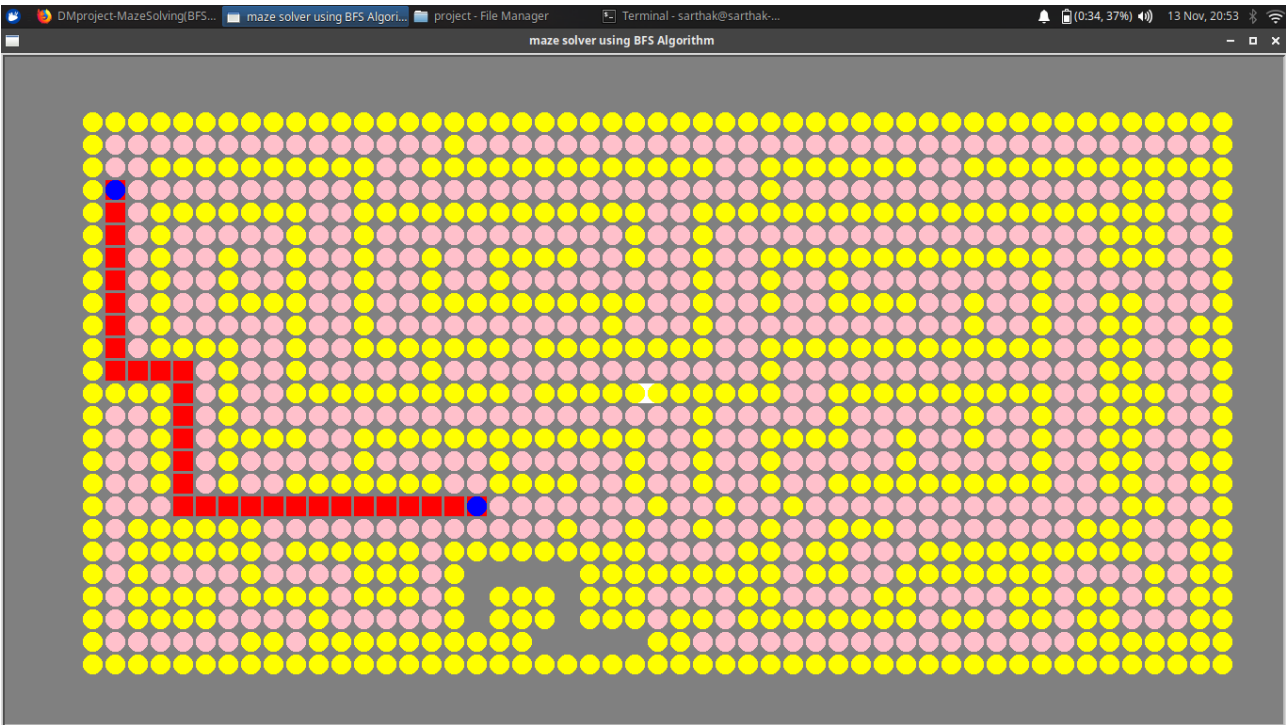 DMproject-MazeSolving(BFS...
maze solver using BFS Algori...
project - File Manager
Terminal - sarthak@sarthak-...
(0:34, 37%)
13 Nov, 20:53
maze solver using BFS Algorithm